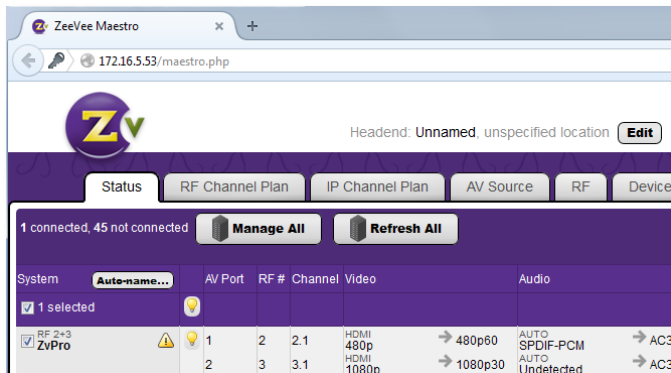 ZeeVee Maestro
172.16.5.53/maestro.php
Zv
Headend: Unnamed, unspecified location Edit
Status RF Channel Plan IP Channel Plan AV Source RF Device
1 connected, 45 not connected Manage All Refresh All
System Auto-name... AV Port RF # Channel Video Audio
1 selected
RF 2+3
ZvPro 1 2 2.1 HDMI 480p 480p60 AUTO SPDIF-PCM AC3
2 3 3.1 HDMI 1080p 1080p30 AUTO Undetected AC3